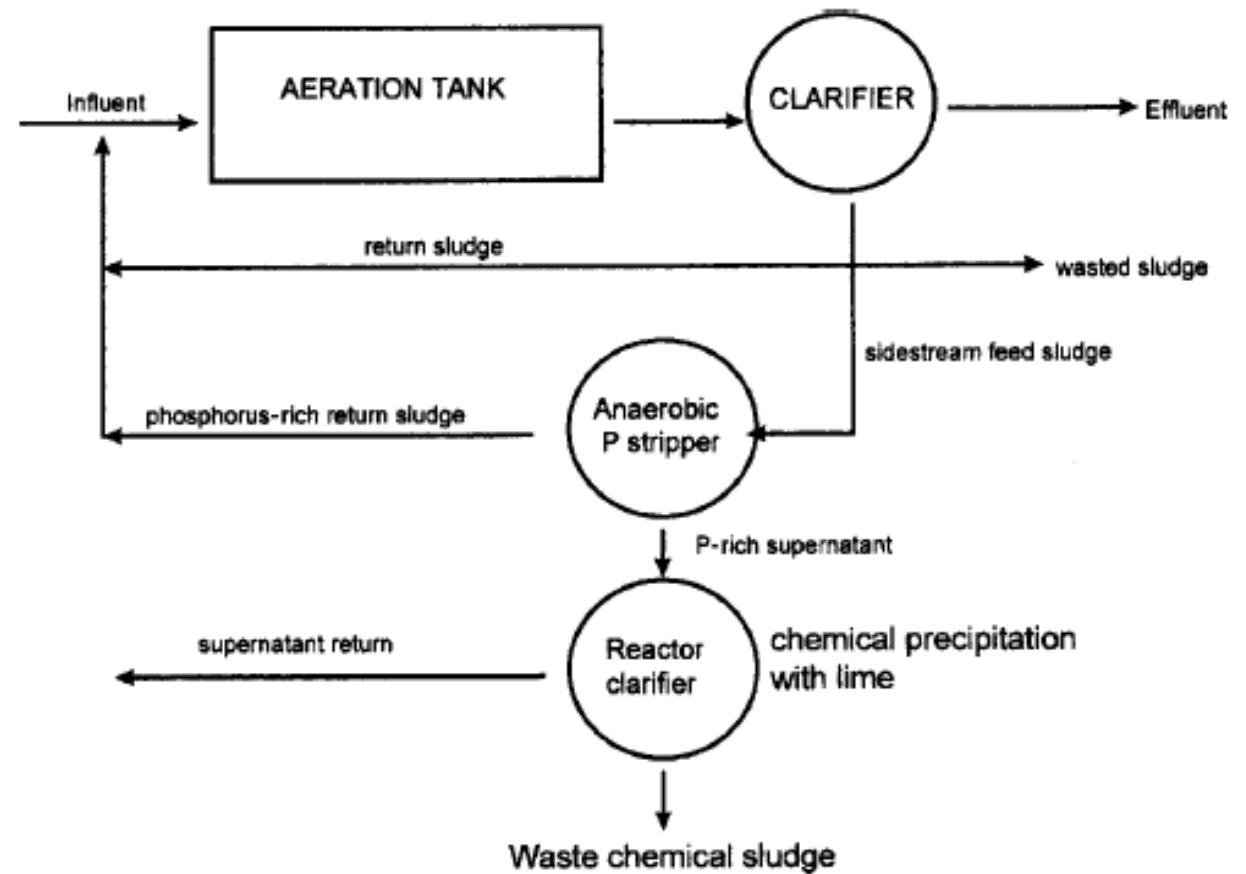 Influent
AERATION TANK
CLARIFIER
Effluent
return sludge
wasted sludge
sidestream feed sludge
phosphorus-rich return sludge
Anaerobic
P stripper
P-rich supernatant
supernatant return
Reactor
clarifier
chemical precipitation
with lime
Waste chemical sludge